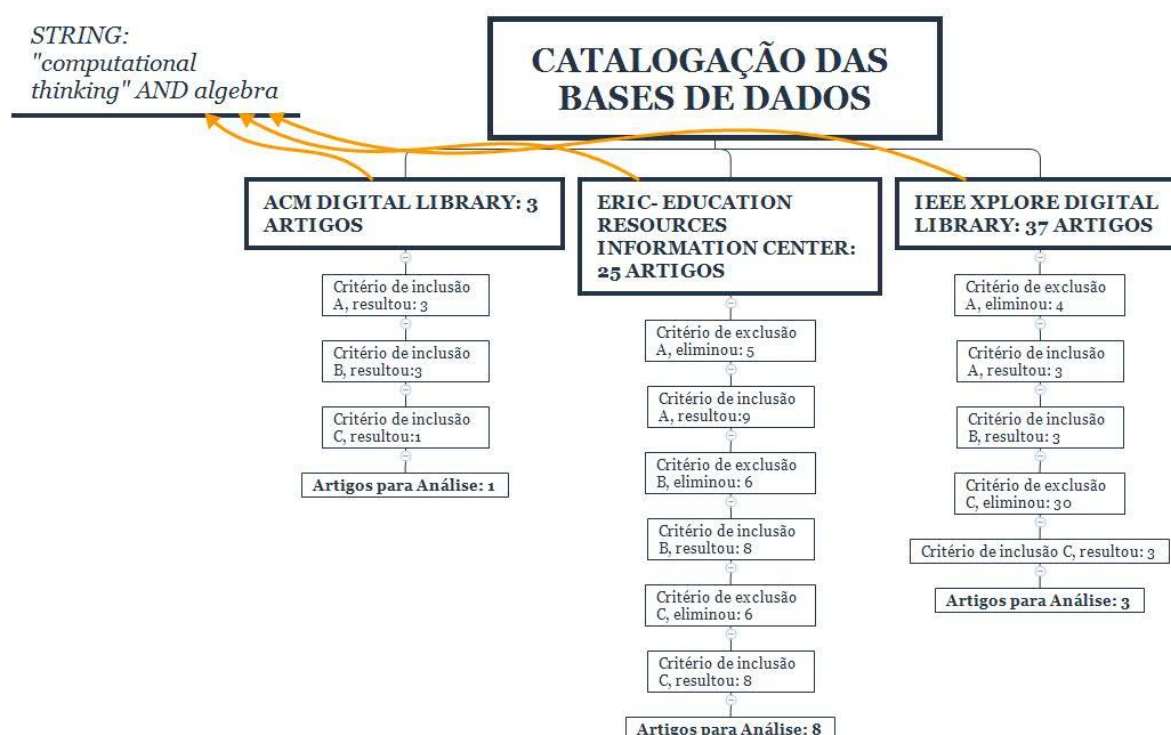 STRING:
"computational
thinking" AND algebra
CATALOGAÇÃO DAS
BASES DE DADOS
ACM DIGITAL LIBRARY: 3
ARTIGOS
Critério de inclusão
A, resultou: 3
Critério de inclusão
B, resultou:3
Critério de inclusão
C, resultou:1
Artigos para Análise: 1
ERIC- EDUCATION
RESOURCES
INFORMATION CENTER:
25 ARTIGOS
Critério de exclusão
A, eliminou: 5
Critério de inclusão
A, resultou:9
Critério de exclusão
B, eliminou: 6
Critério de inclusão
B, resultou: 8
Critério de exclusão
C, eliminou: 6
Critério de inclusão
C, resultou: 8
Artigos para Análise: 8
IEEE XPLORE DIGITAL
LIBRARY: 37 ARTIGOS
Critério de exclusão
A, eliminou: 4
Critério de inclusão
A, resultou: 3
Critério de inclusão
B, resultou: 3
Critério de exclusão
C, eliminou: 30
Critério de inclusão C, resultou: 3
Artigos para Análise: 3